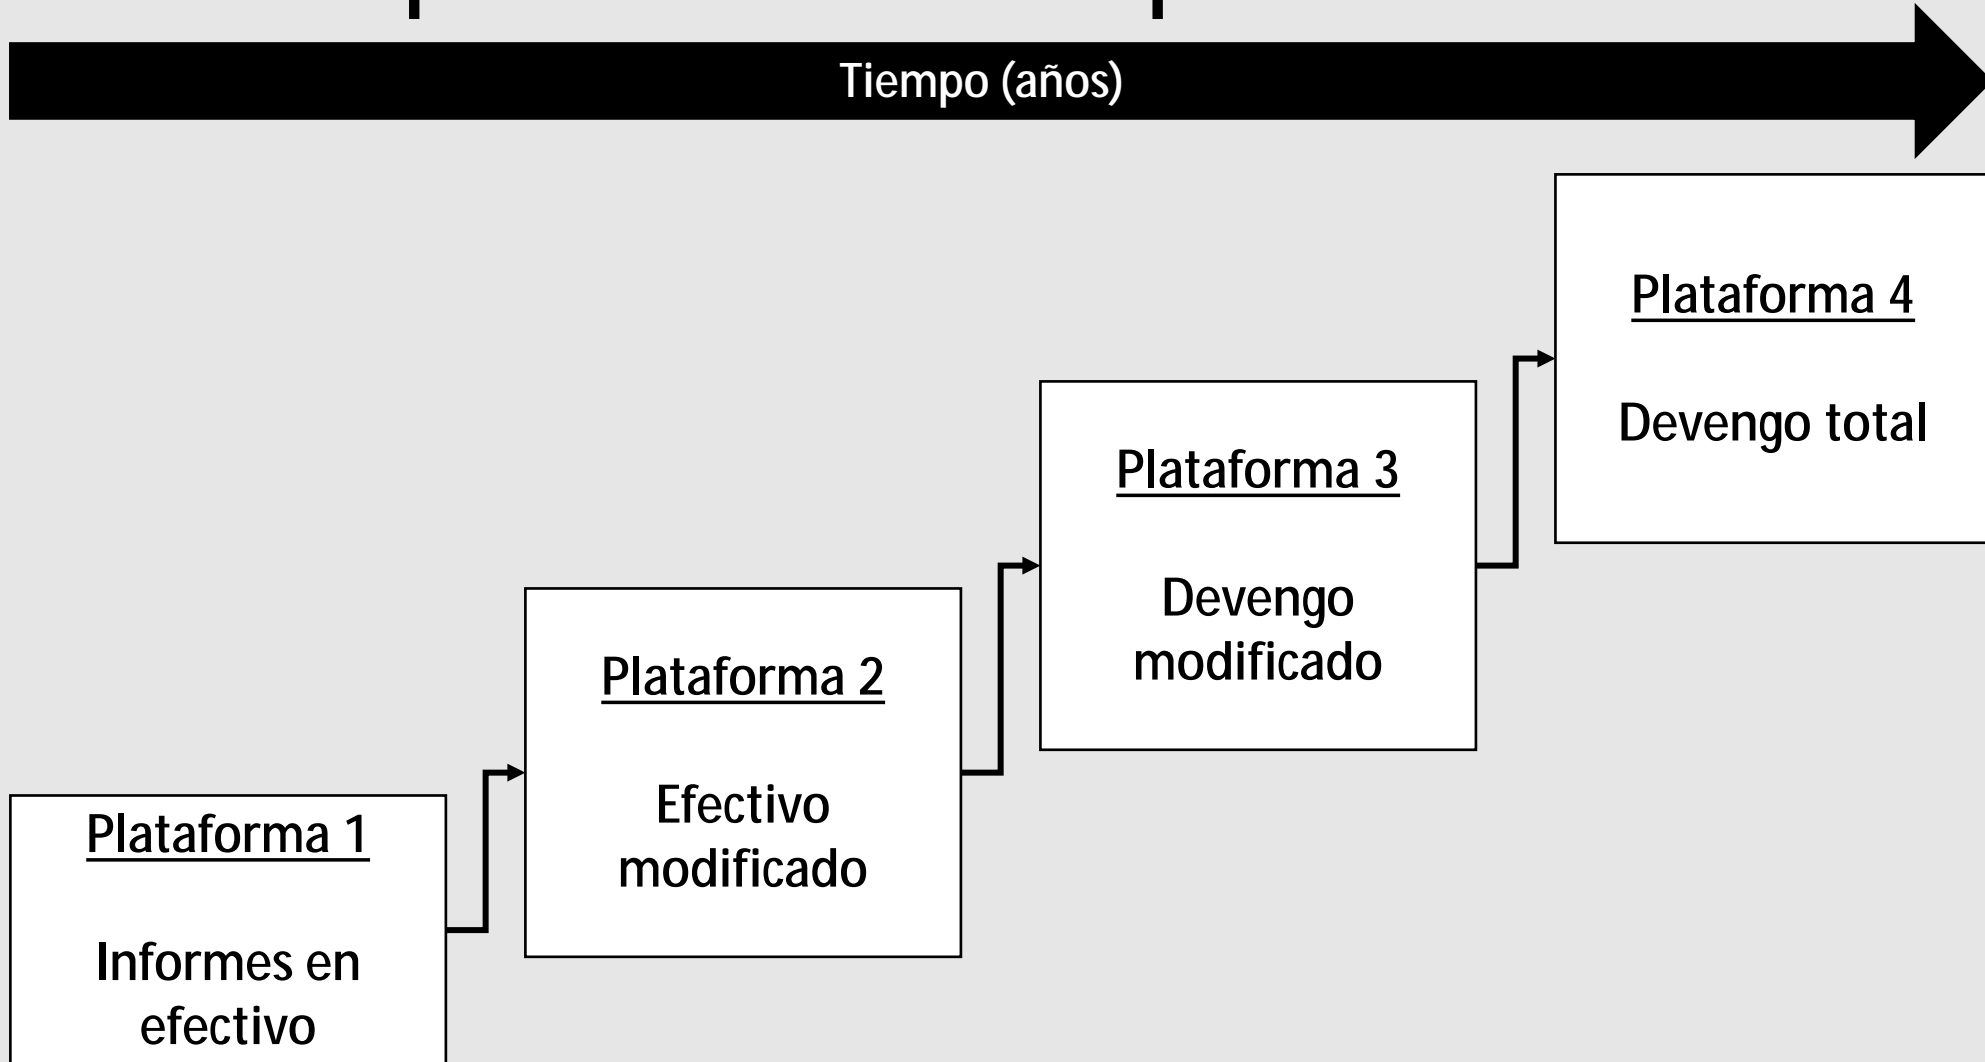 Tiempo (años)
Plataforma 4
Devengo total
Plataforma 3
Devengo
modificado
Plataforma 2
Efectivo
modificado
Plataforma 1
Informes en
efectivo